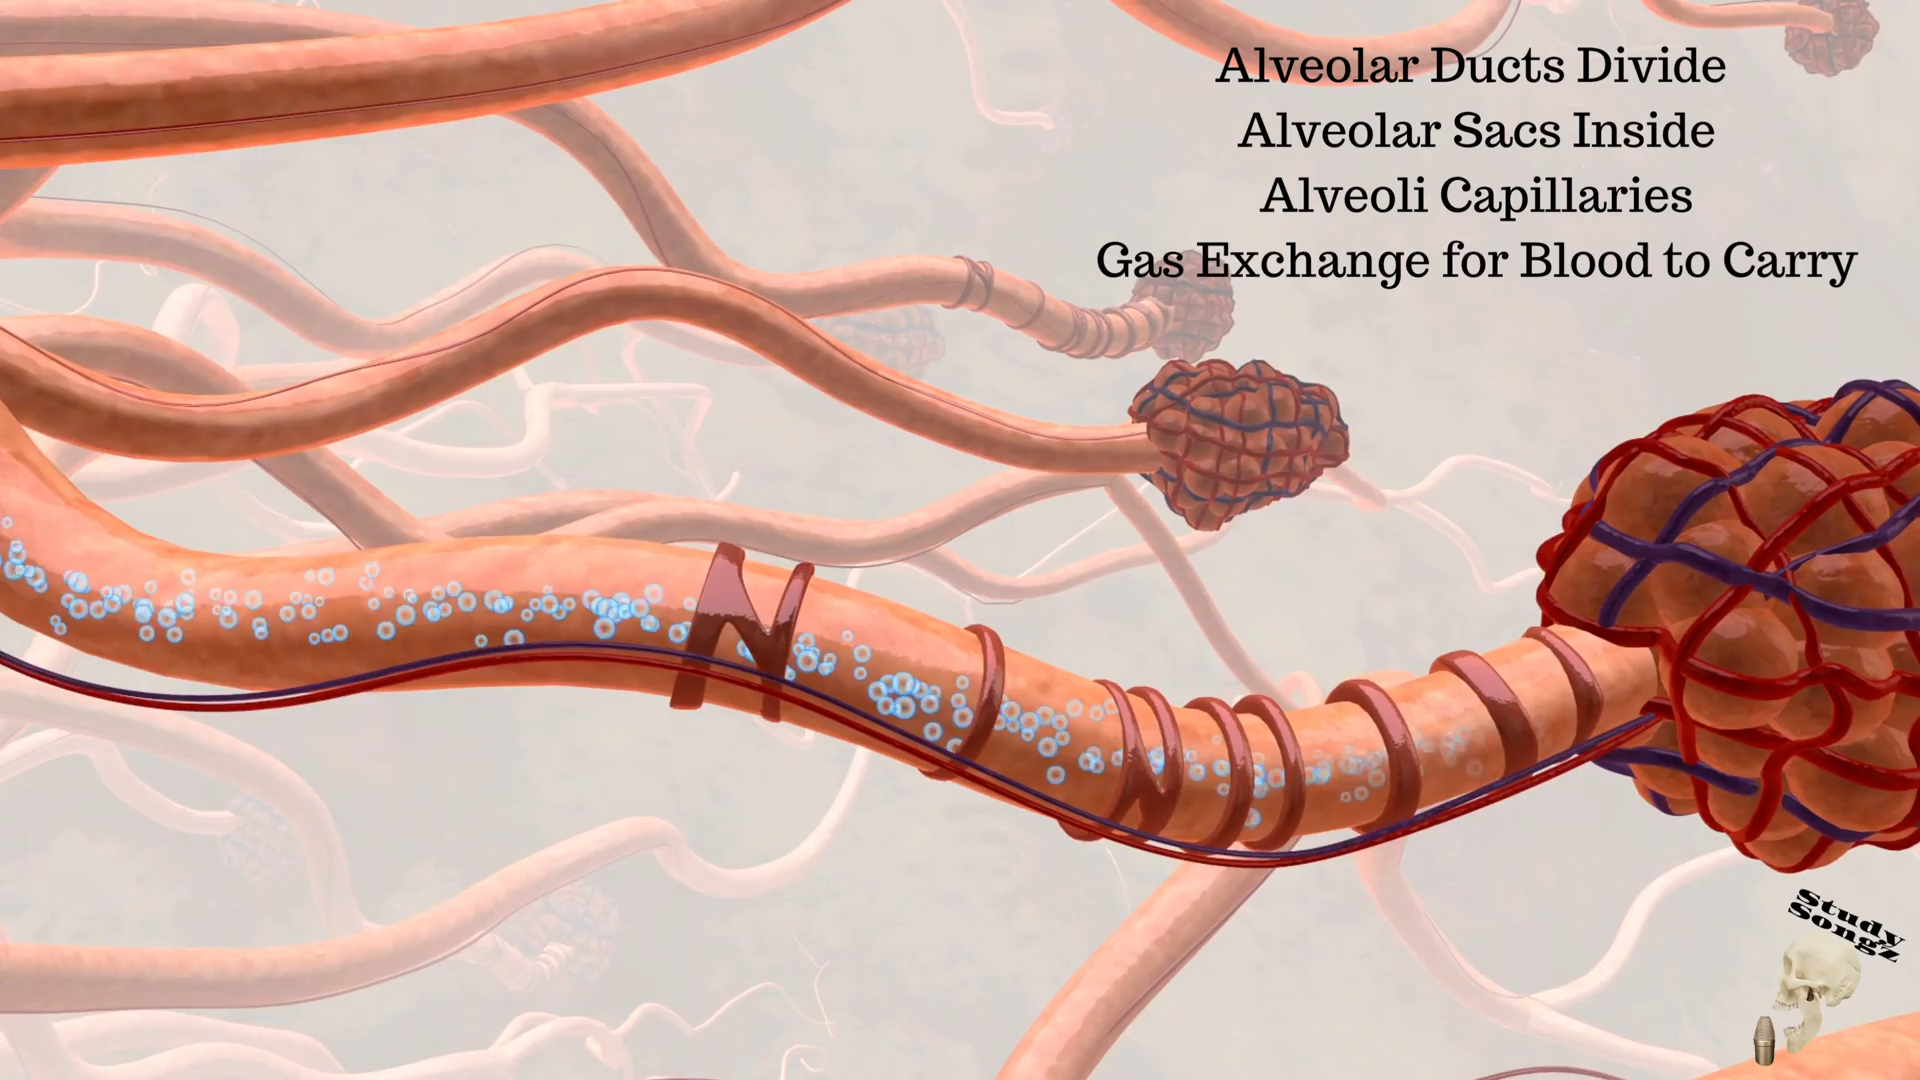 Alveolar Ducts Divide
Alveolar Sacs Inside
Alveoli Capillaries
Gas Exchange for Blood to Carry
Study
Songz